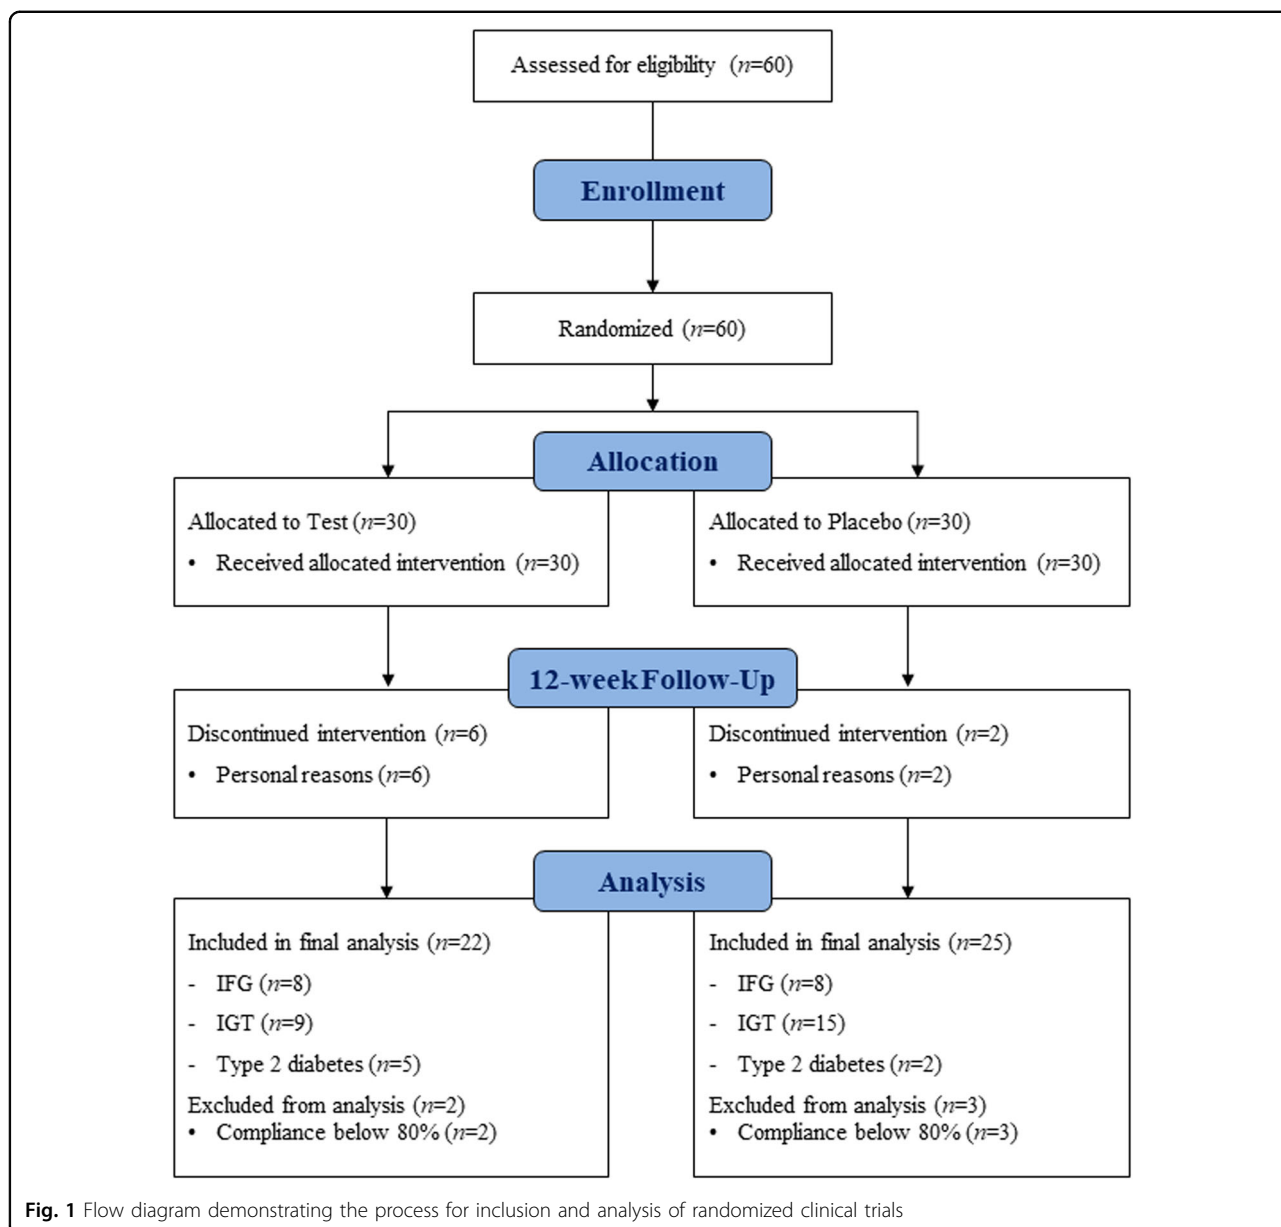 Assessed for eligibility (n=60)
Enrollment
Randomized (n=60)
Allocation
Allocated to Test (n=30)
• Received allocated intervention (n=30)
Allocated to Placebo (n=30)
• Received allocated intervention (n=30)
12-week Follow-Up
Discontinued intervention (n=6)
• Personal reasons (n=6)
Discontinued intervention (n=2)
• Personal reasons (n=2)
Analysis
Included in final analysis (n=22)
- IFG (n=8)
- IGT (n=9)
- Type 2 diabetes (n=5)
Excluded from analysis (n=2)
• Compliance below 80% (n=2)
Included in final analysis (n=25)
- IFG (n=8)
- IGT (n=15)
- Type 2 diabetes (n=2)
Excluded from analysis (n=3)
• Compliance below 80% (n=3)
Fig. 1 Flow diagram demonstrating the process for inclusion and analysis of randomized clinical trials